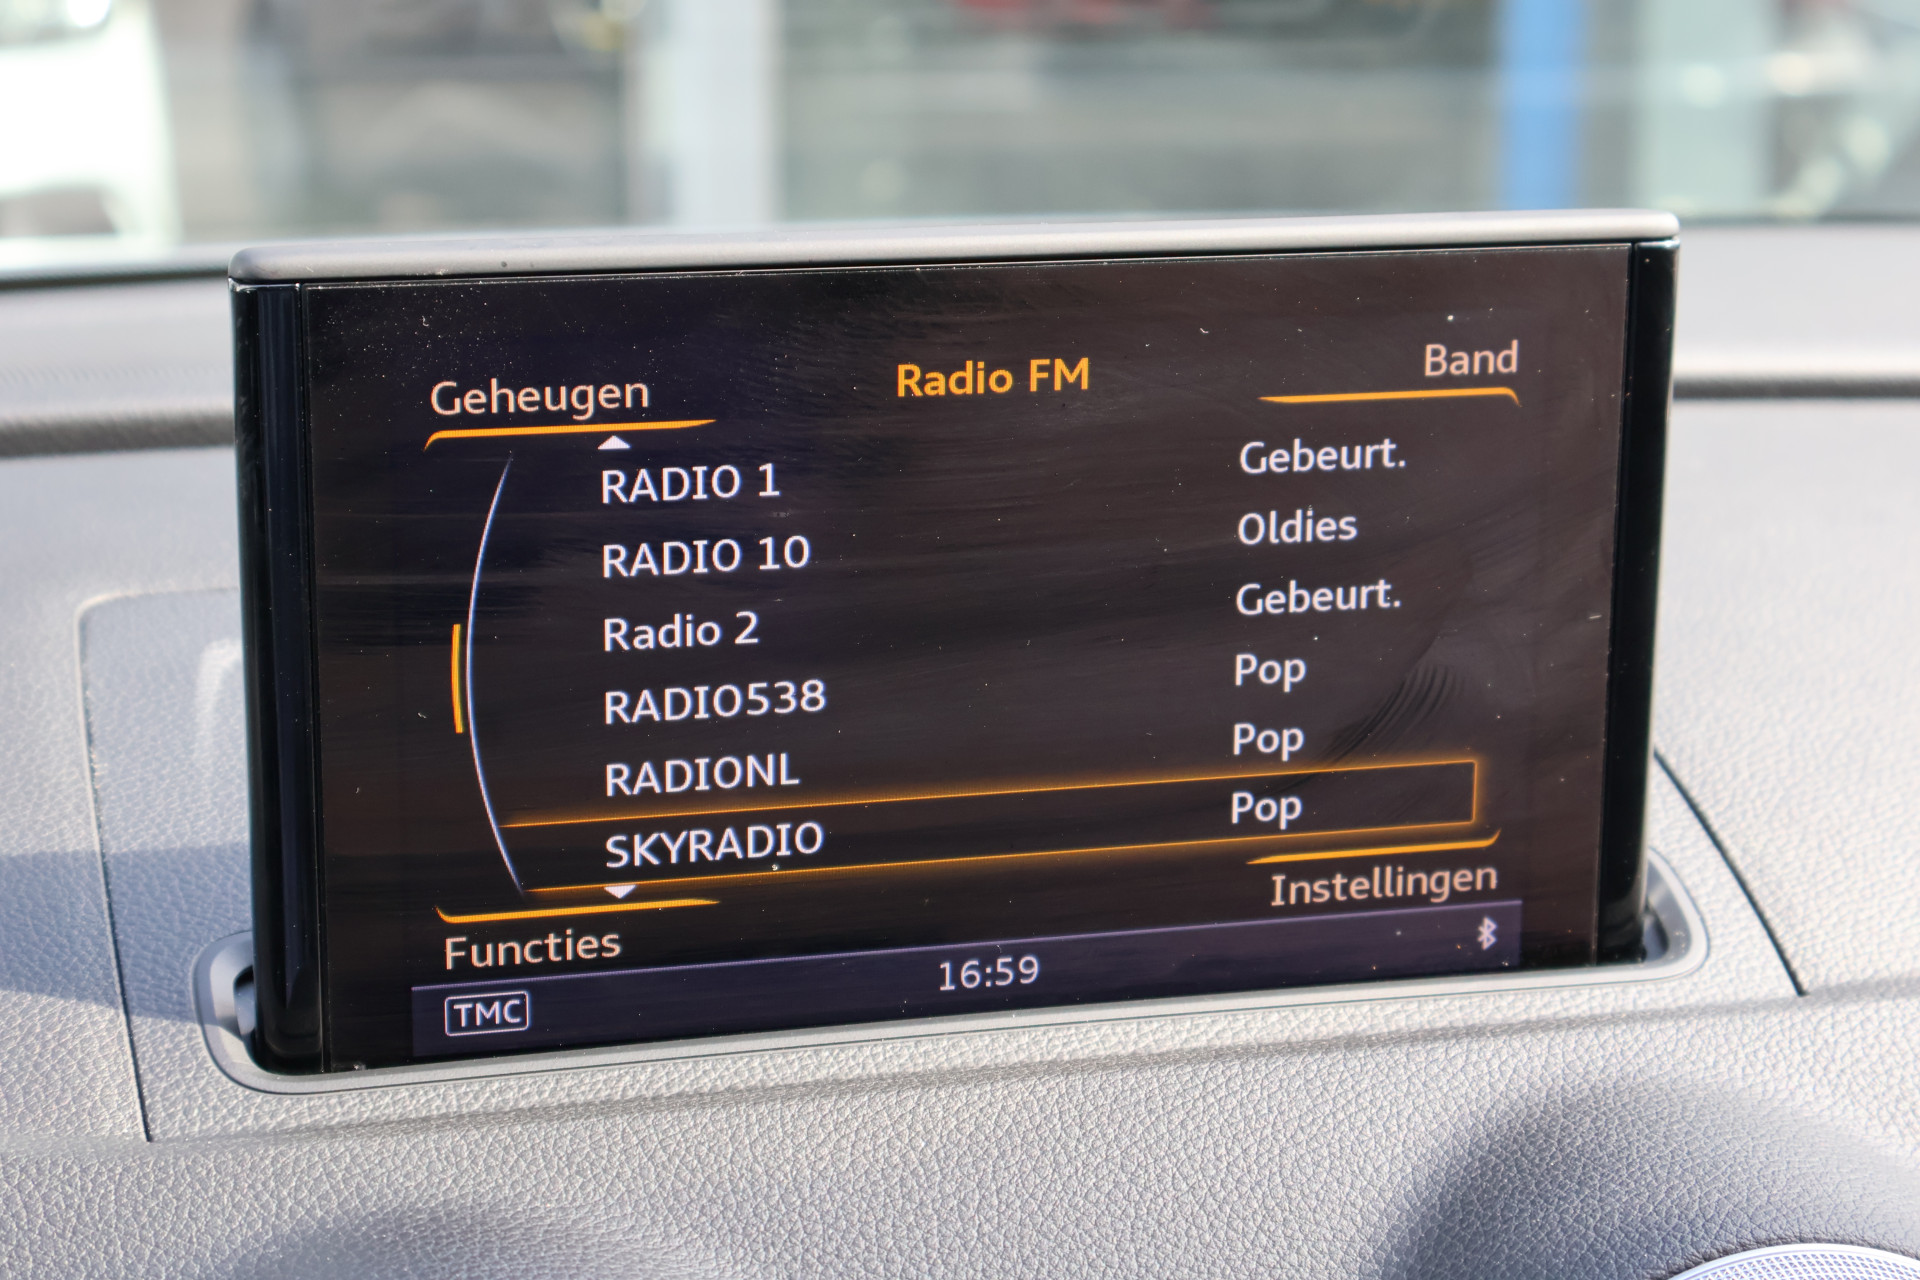 Geheugen Radio FM Band
RADIO 1 Gebeurt.
RADIO 10 Oldies
Radio 2 Gebeurt.
RADIO538 Pop
RADIONL Pop
SKYRADIO Pop
Functies Instellingen
TMC 16:59